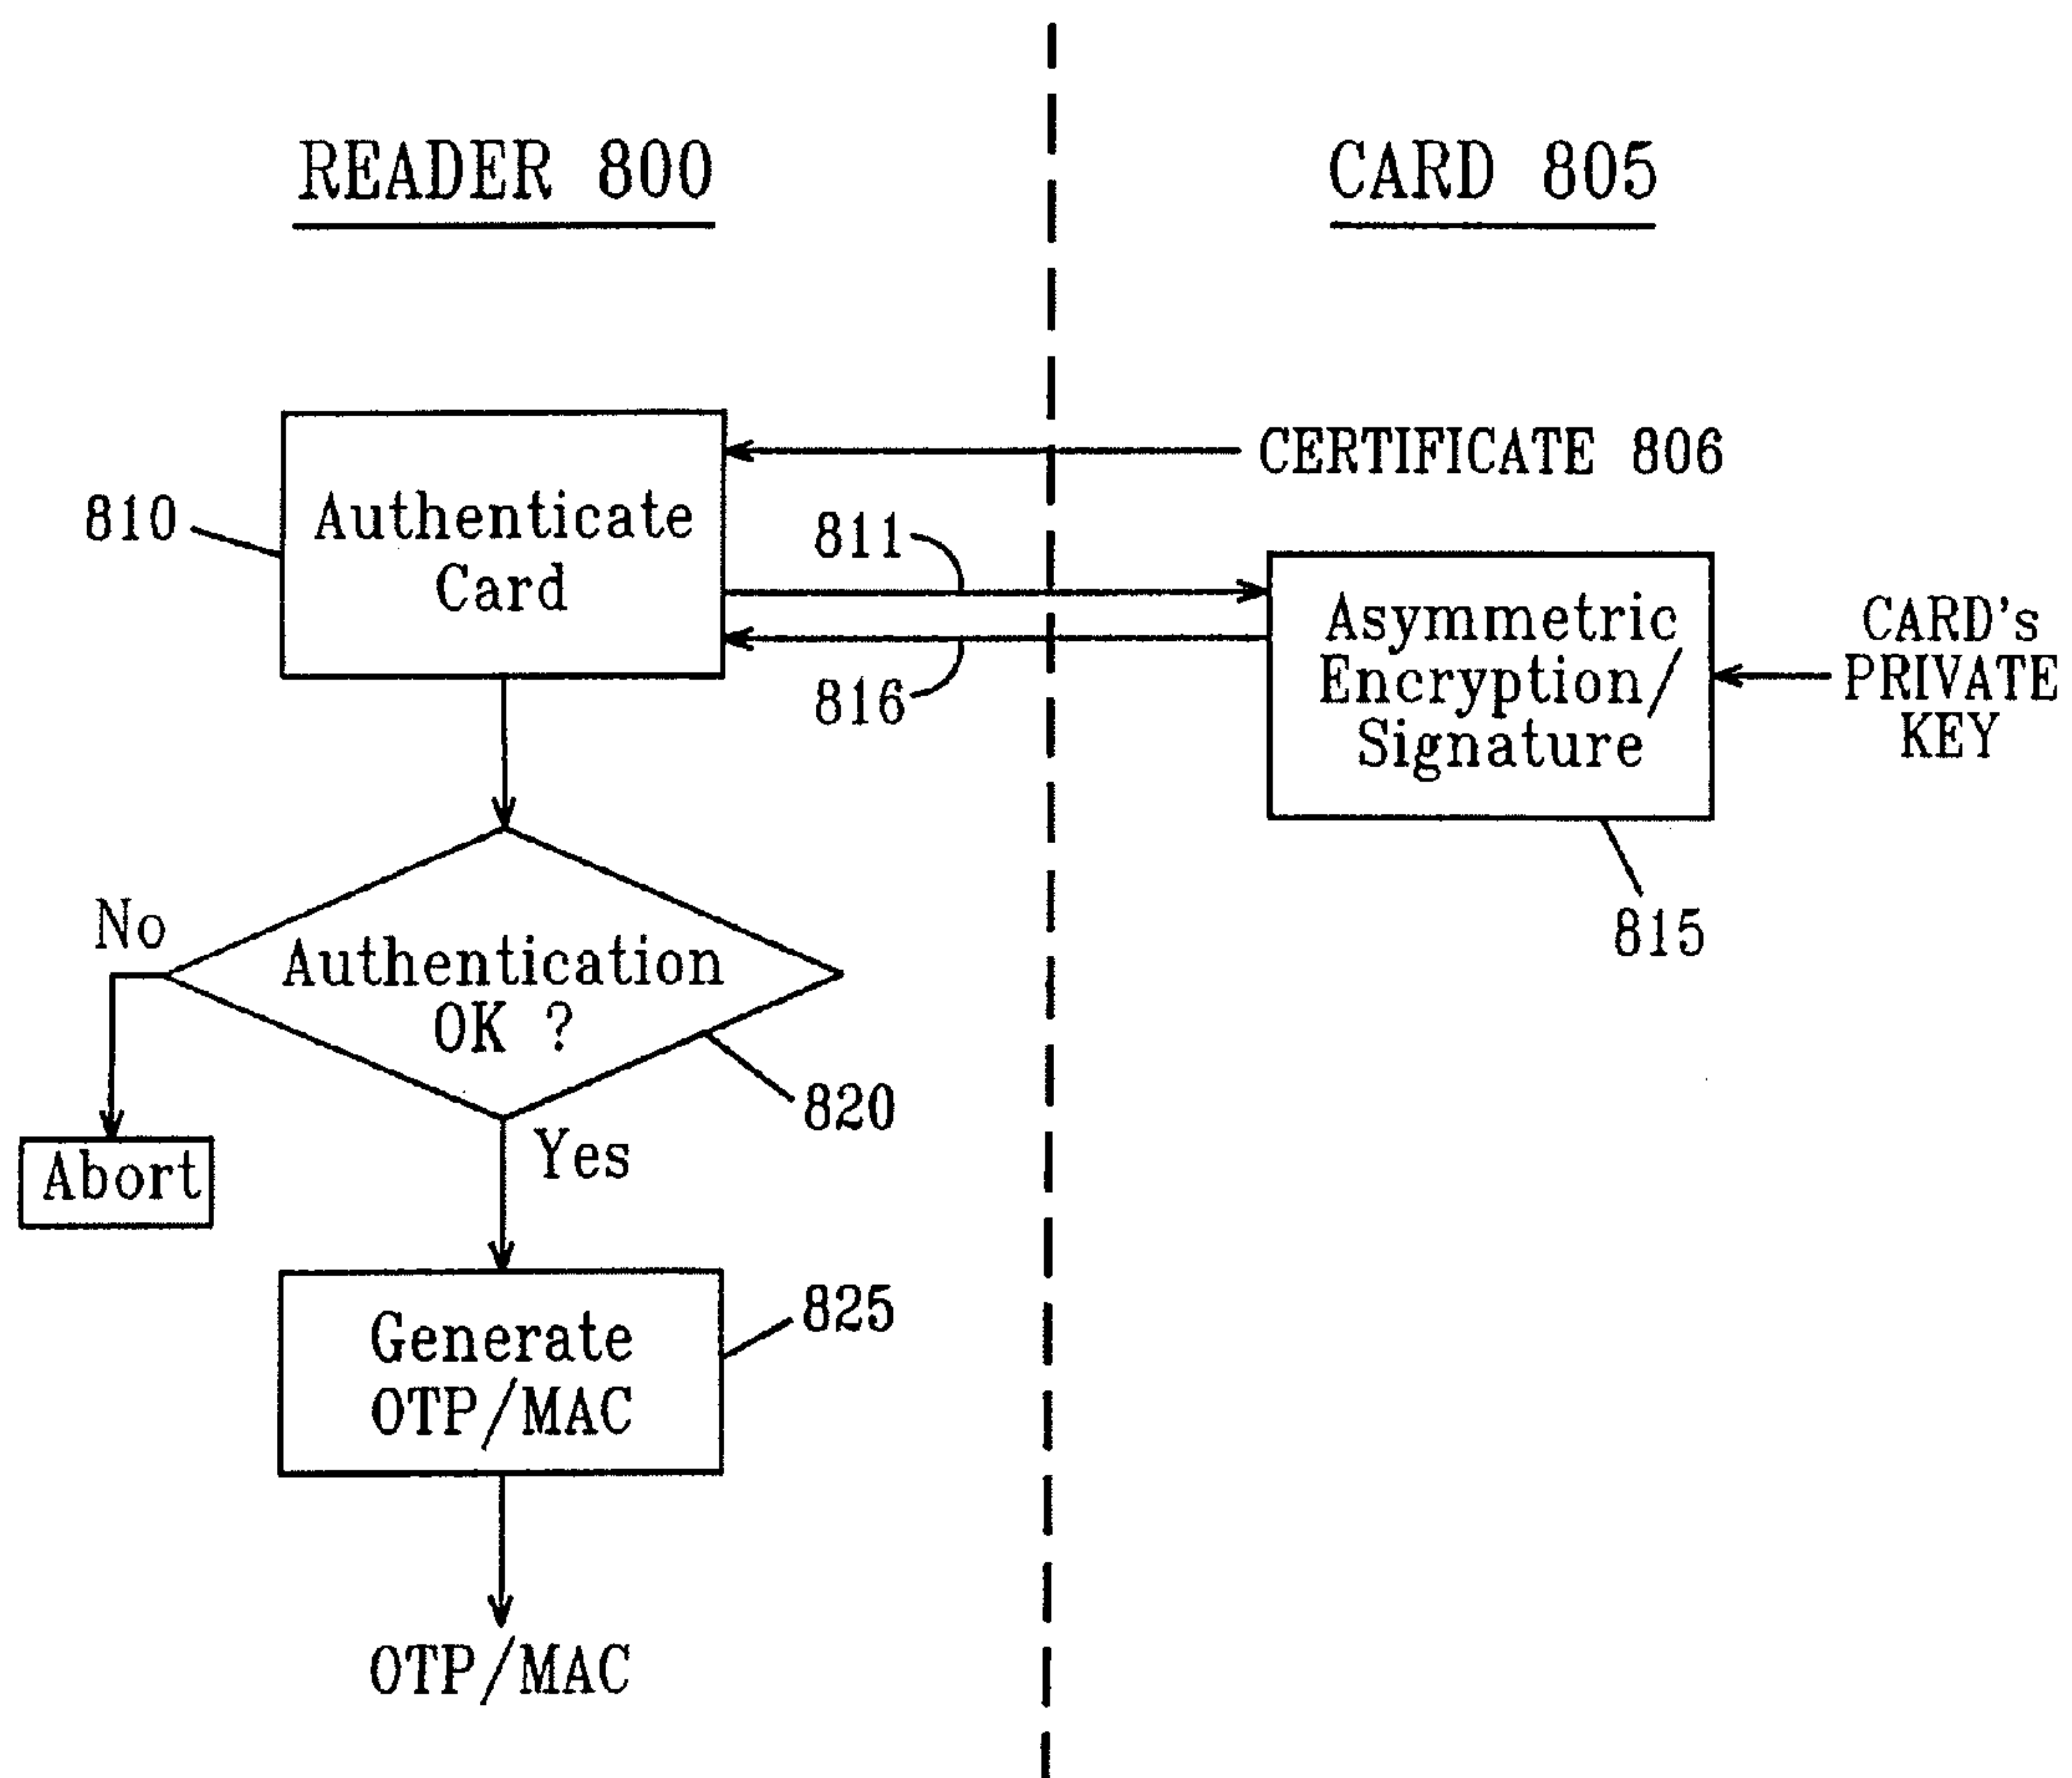 READER 800
CARD 805
CERTIFICATE 806
810
Authenticate
Card
811
816
Asymmetric
Encryption/
Signature
CARD's
PRIVATE
KEY
815
No
Authentication
OK ?
820
Abort
Yes
825
Generate
OTP/MAC
OTP/MAC